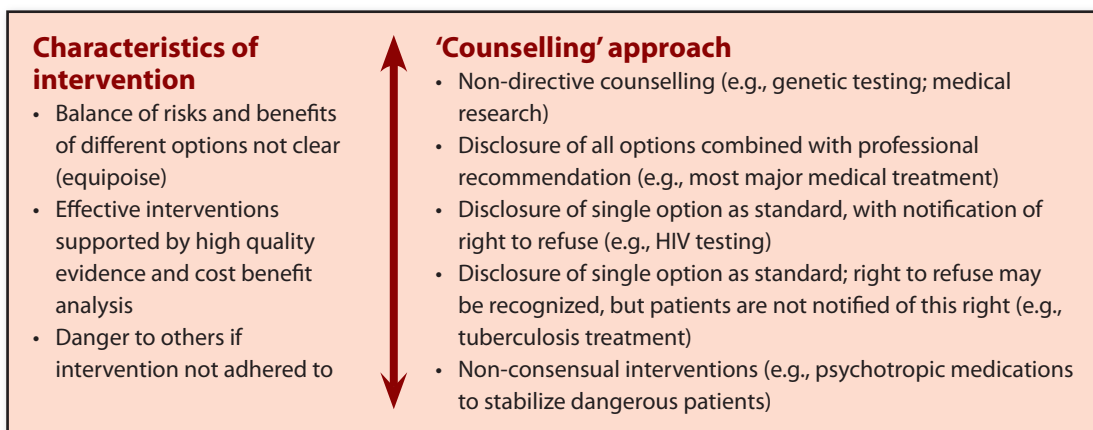 Characteristics of
intervention
• Balance of risks and benefits
of different options not clear
(equipoise)
• Effective interventions
supported by high quality
evidence and cost benefit
analysis
• Danger to others if
intervention not adhered to
‘Counselling’ approach
• Non-directive counselling (e.g., genetic testing; medical
research)
• Disclosure of all options combined with professional
recommendation (e.g., most major medical treatment)
• Disclosure of single option as standard, with notification of
right to refuse (e.g., HIV testing)
• Disclosure of single option as standard; right to refuse may
be recognized, but patients are not notified of this right (e.g.,
tuberculosis treatment)
• Non-consensual interventions (e.g., psychotropic medications
to stabilize dangerous patients)